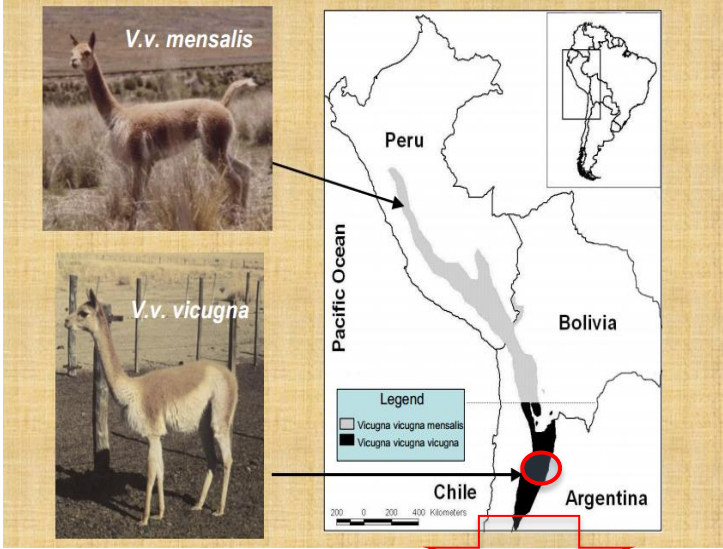 V.v. mensalis
V.v. vicugna
Peru
Pacific Ocean
Bolivia
Legend
Vicugna vicugna mensalis
Vicugna vicugna vicugna
Chile
Argentina
200 0 200 400 Kilometers